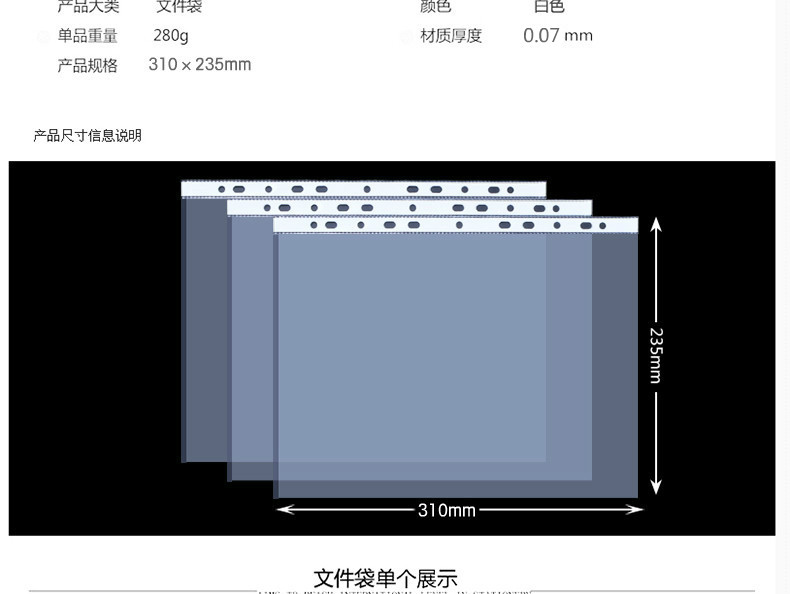 产品大类 文件袋 颜色 白色
单品重量 280g 材质厚度 0.07 mm
产品规格 310 × 235mm
产品尺寸信息说明
235mm
310mm
文件袋单个展示